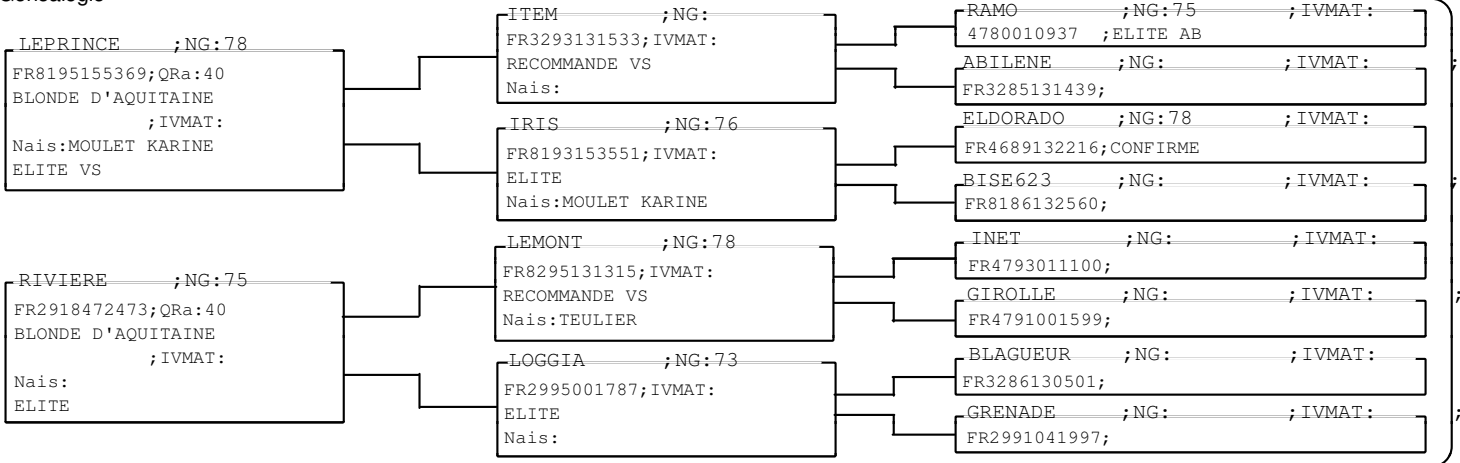 LEPRINCE ;NG:78
FR8195155369;QRa:40
BLONDE D'AQUITAINE
;IVMAT:
Nais:MOULET KARINE
ELITE VS
RIVIERE ;NG:75
FR2918472473;QRa:40
BLONDE D'AQUITAINE
;IVMAT:
Nais:
ELITE
ITEM ;NG:
FR3293131533;IVMAT:
RECOMMANDE VS
Nais:
IRIS ;NG:76
FR8193153551;IVMAT:
ELITE
Nais:MOULET KARINE
LEMONT ;NG:78
FR8295131315;IVMAT:
RECOMMANDE VS
Nais:TEULIER
LOGGIA ;NG:73
FR2995001787;IVMAT:
ELITE
Nais:
RAMO ;NG:75 ;IVMAT:
4780010937 ;ELITE AB
ABILENE ;NG: ;IVMAT: ;
FR3285131439;
ELDORADO ;NG:78 ;IVMAT:
FR4689132216;CONFIRME
BISE623 ;NG: ;IVMAT: ;
FR8186132560;
INET ;NG: ;IVMAT:
FR4793011100;
GIROLLE ;NG: ;IVMAT: ;
FR4791001599;
BLAGUEUR ;NG: ;IVMAT:
FR3286130501;
GRENADE ;NG: ;IVMAT: ;
FR2991041997;